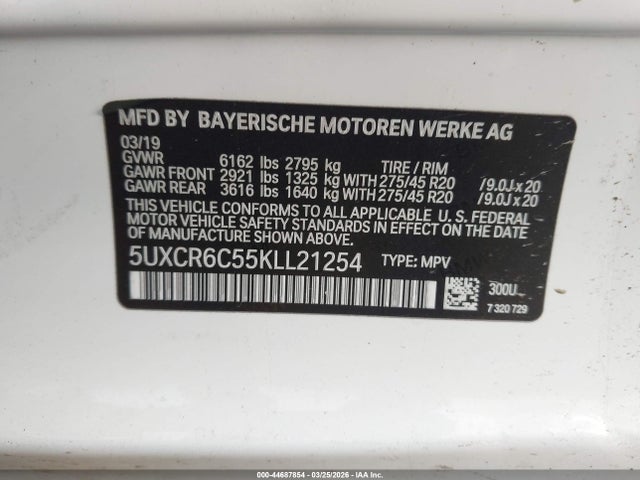 MFD BY BAYERISCHE MOTOREN WERKE AG
03/19
GVWR 6162 lbs 2795 kg TIRE / RIM
GAWR FRONT 2921 lbs 1325 kg WITH 275/45 R20 /9.0J x 20
GAWR REAR 3616 lbs 1640 kg WITH 275/45 R20 /9.0J x 20
THIS VEHICLE CONFORMS TO ALL APPLICABLE U. S. FEDERAL
MOTOR VEHICLE SAFETY STANDARDS IN EFFECT ON THE
DATE OF MANUFACTURE SHOWN ABOVE.
5UXCR6C55KLL21254 TYPE: MPV
300U
7 320 729
000-44687854 | 03/25/2026 | IAA Inc.